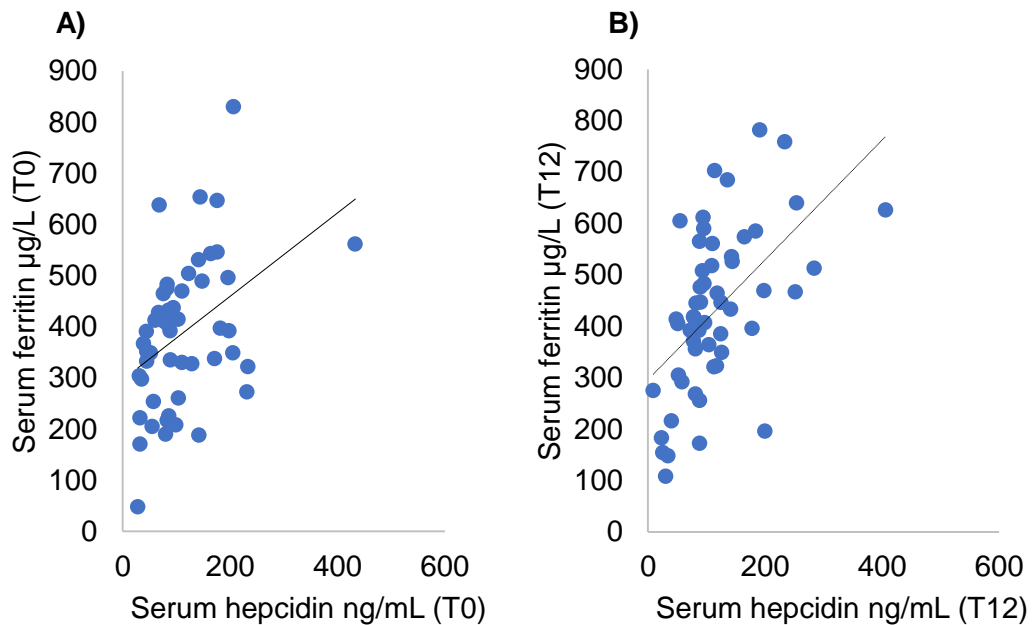 A)
Serum ferritin µg/L (T0)
900
800
700
600
500
400
300
200
100
0
0 200 400 600
Serum hepcidin ng/mL (T0)
B)
Serum ferritin µg/L (T12)
900
800
700
600
500
400
300
200
100
0
0 200 400 600
Serum hepcidin ng/mL (T12)